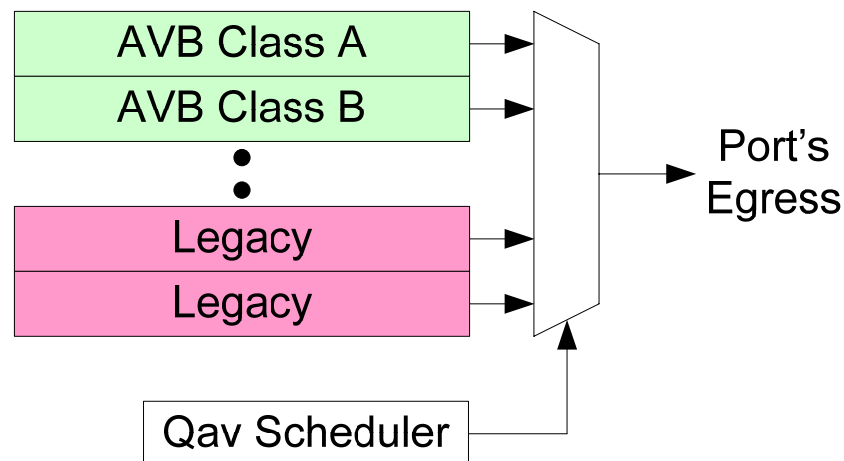 AVB Class A
AVB Class B
Legacy
Legacy
Port's
Egress
Qav Scheduler